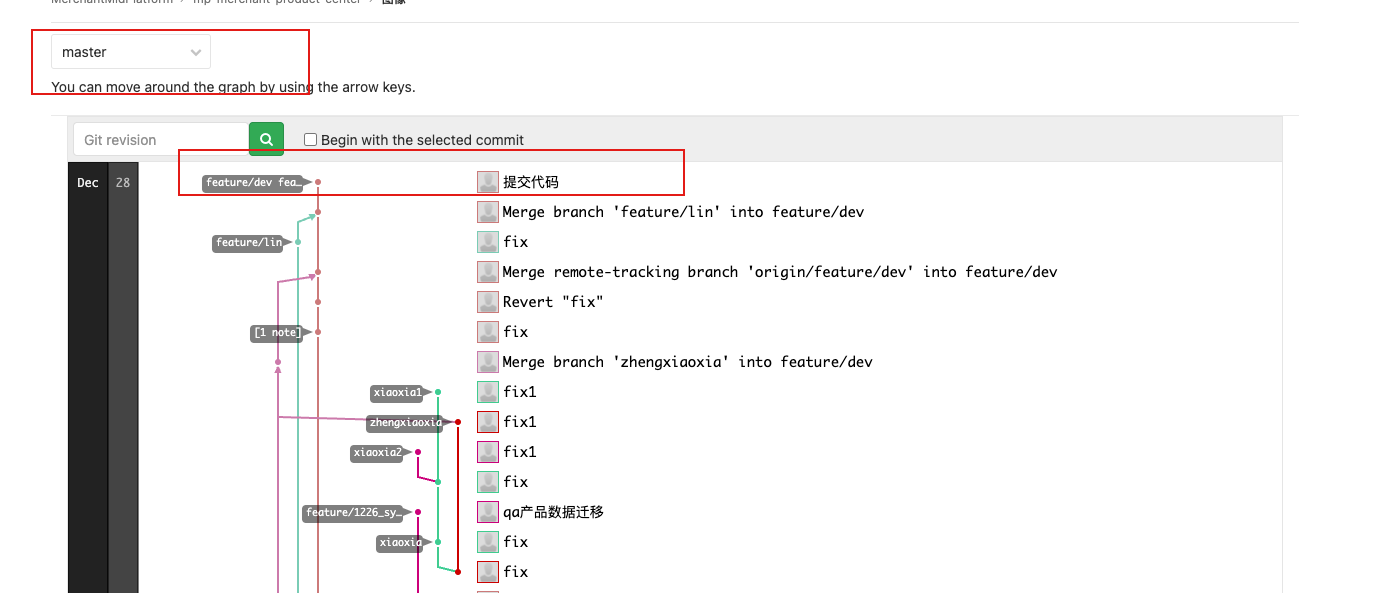 MerchantMidPlatform > mp-merchant-product-center > 图像
master
You can move around the graph by using the arrow keys.
Git revision
Begin with the selected commit
Dec 28
feature/dev fea… 提交代码
Merge branch 'feature/lin' into feature/dev
feature/lin fix
Merge remote-tracking branch 'origin/feature/dev' into feature/dev
Revert "fix"
[1 note] fix
Merge branch 'zhengxiaoxia' into feature/dev
xiaoxia1 fix1
zhengxiaoxia fix1
xiaoxia2 fix1
fix
feature/1226_sy… qa产品数据迁移
xiaoxia fix
fix